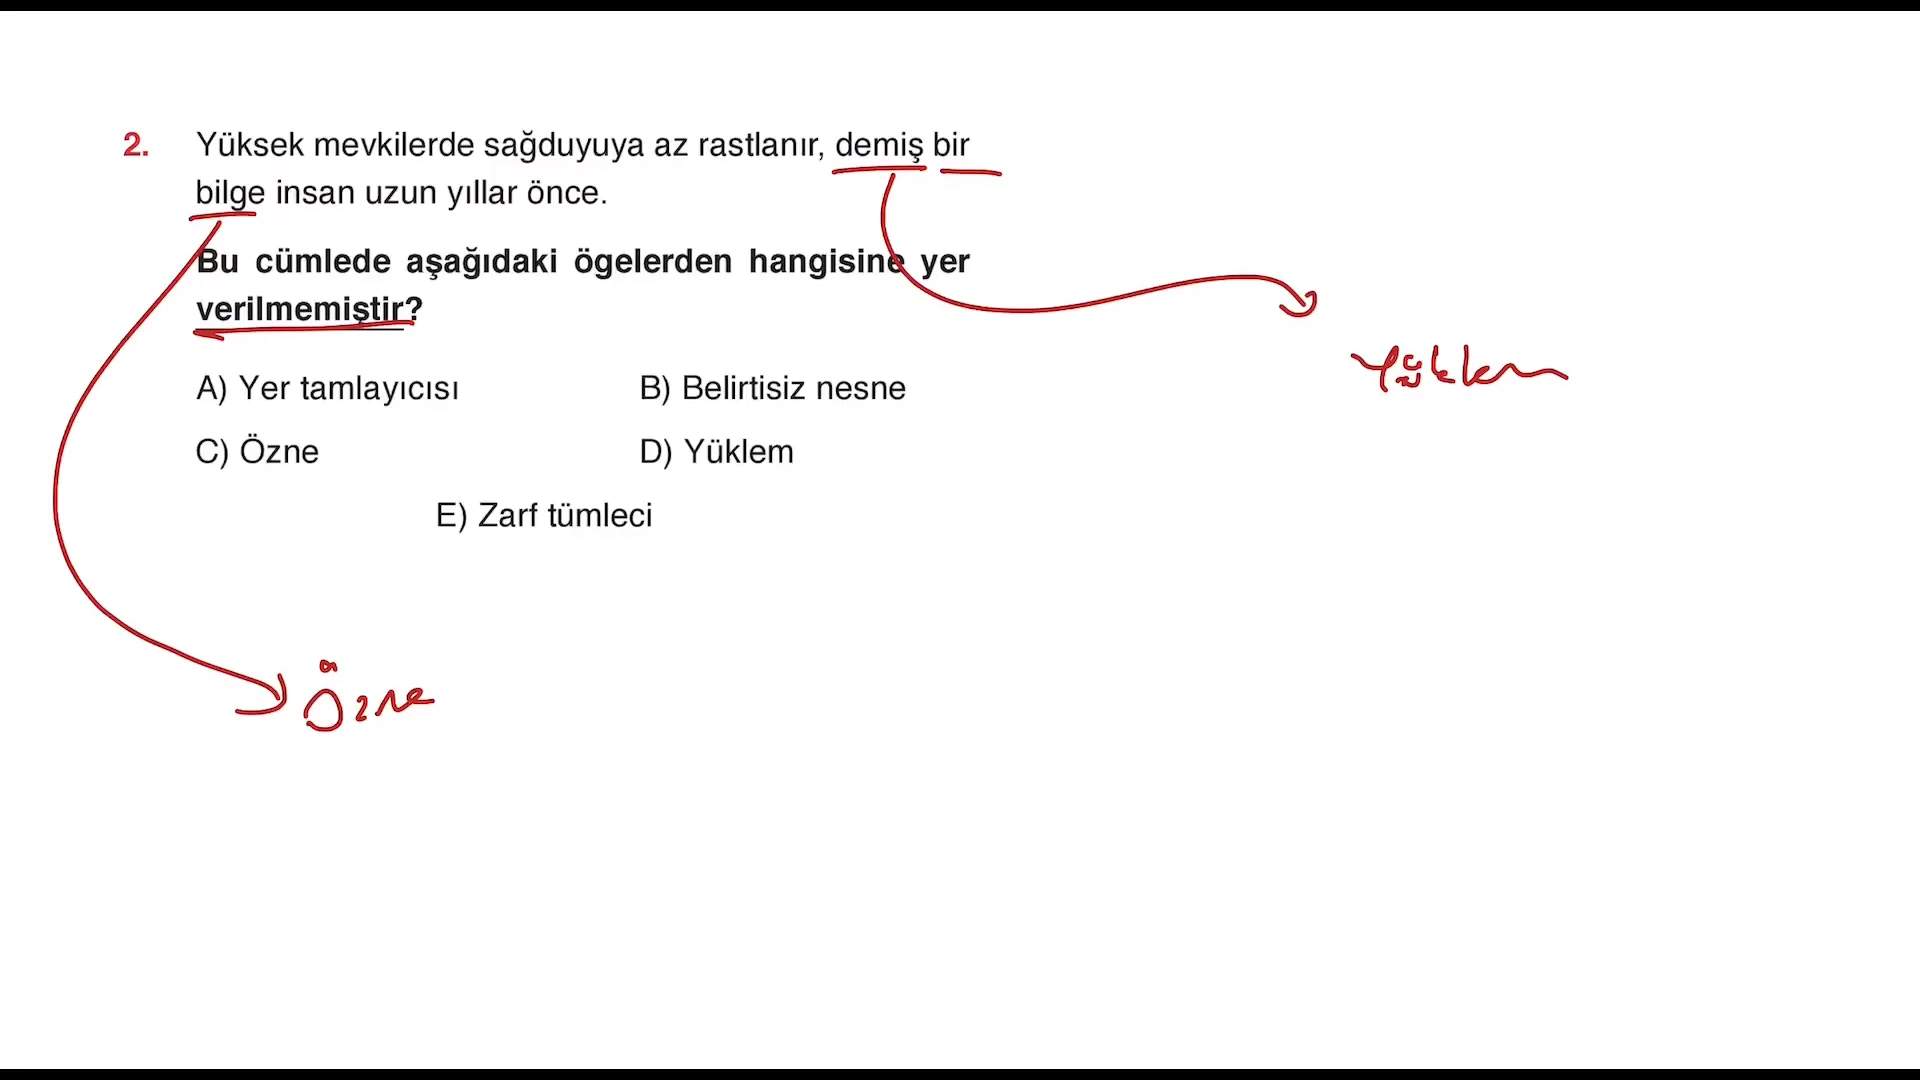 2. Yüksek mevkilerde sağduyuya az rastlanır, demiş bir
bilge insan uzun yıllar önce.
Bu cümlede aşağıdaki ögelerden hangisine yer
verilmemiştir?
A) Yer tamlayıcısı B) Belirtisiz nesne
C) Özne D) Yüklem
E) Zarf tümleci
Yüklem
Özne